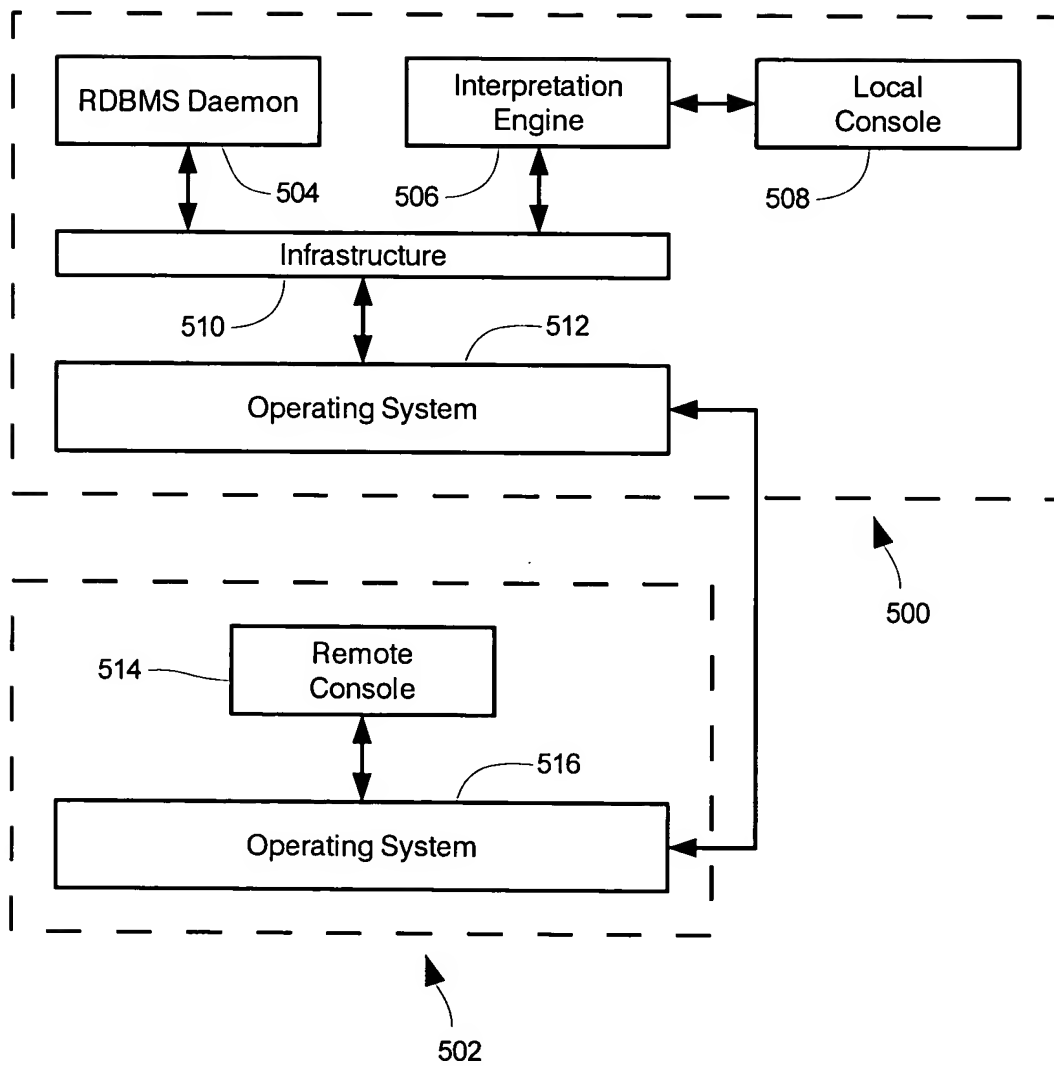 RDBMS Daemon
Interpretation
Engine
Local
Console
504
506
508
Infrastructure
510
512
Operating System
500
514
Remote
Console
516
Operating System
502